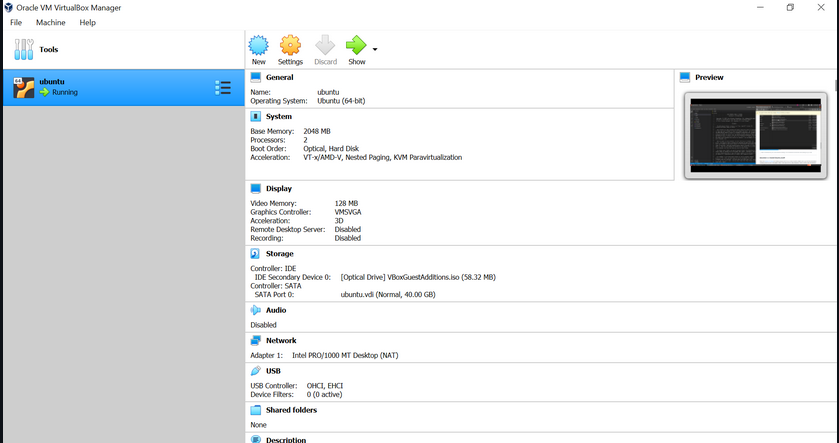 Oracle VM VirtualBox Manager
File Machine Help
Tools
New Settings Discard Show
64 ubuntu
Running
General
Name: ubuntu
Operating System: Ubuntu (64-bit)
System
Base Memory: 2048 MB
Processors: 2
Boot Order: Optical, Hard Disk
Acceleration: VT-x/AMD-V, Nested Paging, KVM Paravirtualization
Preview
Display
Video Memory: 128 MB
Graphics Controller: VMSVGA
Acceleration: 3D
Remote Desktop Server: Disabled
Recording: Disabled
Storage
Controller: IDE
IDE Secondary Device 0: [Optical Drive] VBoxGuestAdditions.iso (58.32 MB)
Controller: SATA
SATA Port 0: ubuntu.vdi (Normal, 40.00 GB)
Audio
Disabled
Network
Adapter 1: Intel PRO/1000 MT Desktop (NAT)
USB
USB Controller: OHCI, EHCI
Device Filters: 0 (0 active)
Shared folders
None
Description